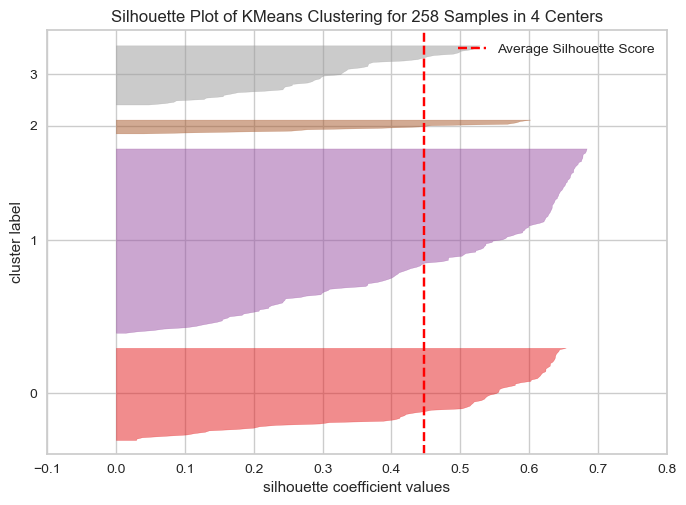 Silhouette Plot of KMeans Clustering for 258 Samples in 4 Centers
Average Silhouette Score
3
2
1
0
cluster label
−0.1 0.0 0.1 0.2 0.3 0.4 0.5 0.6 0.7 0.8
silhouette coefficient values